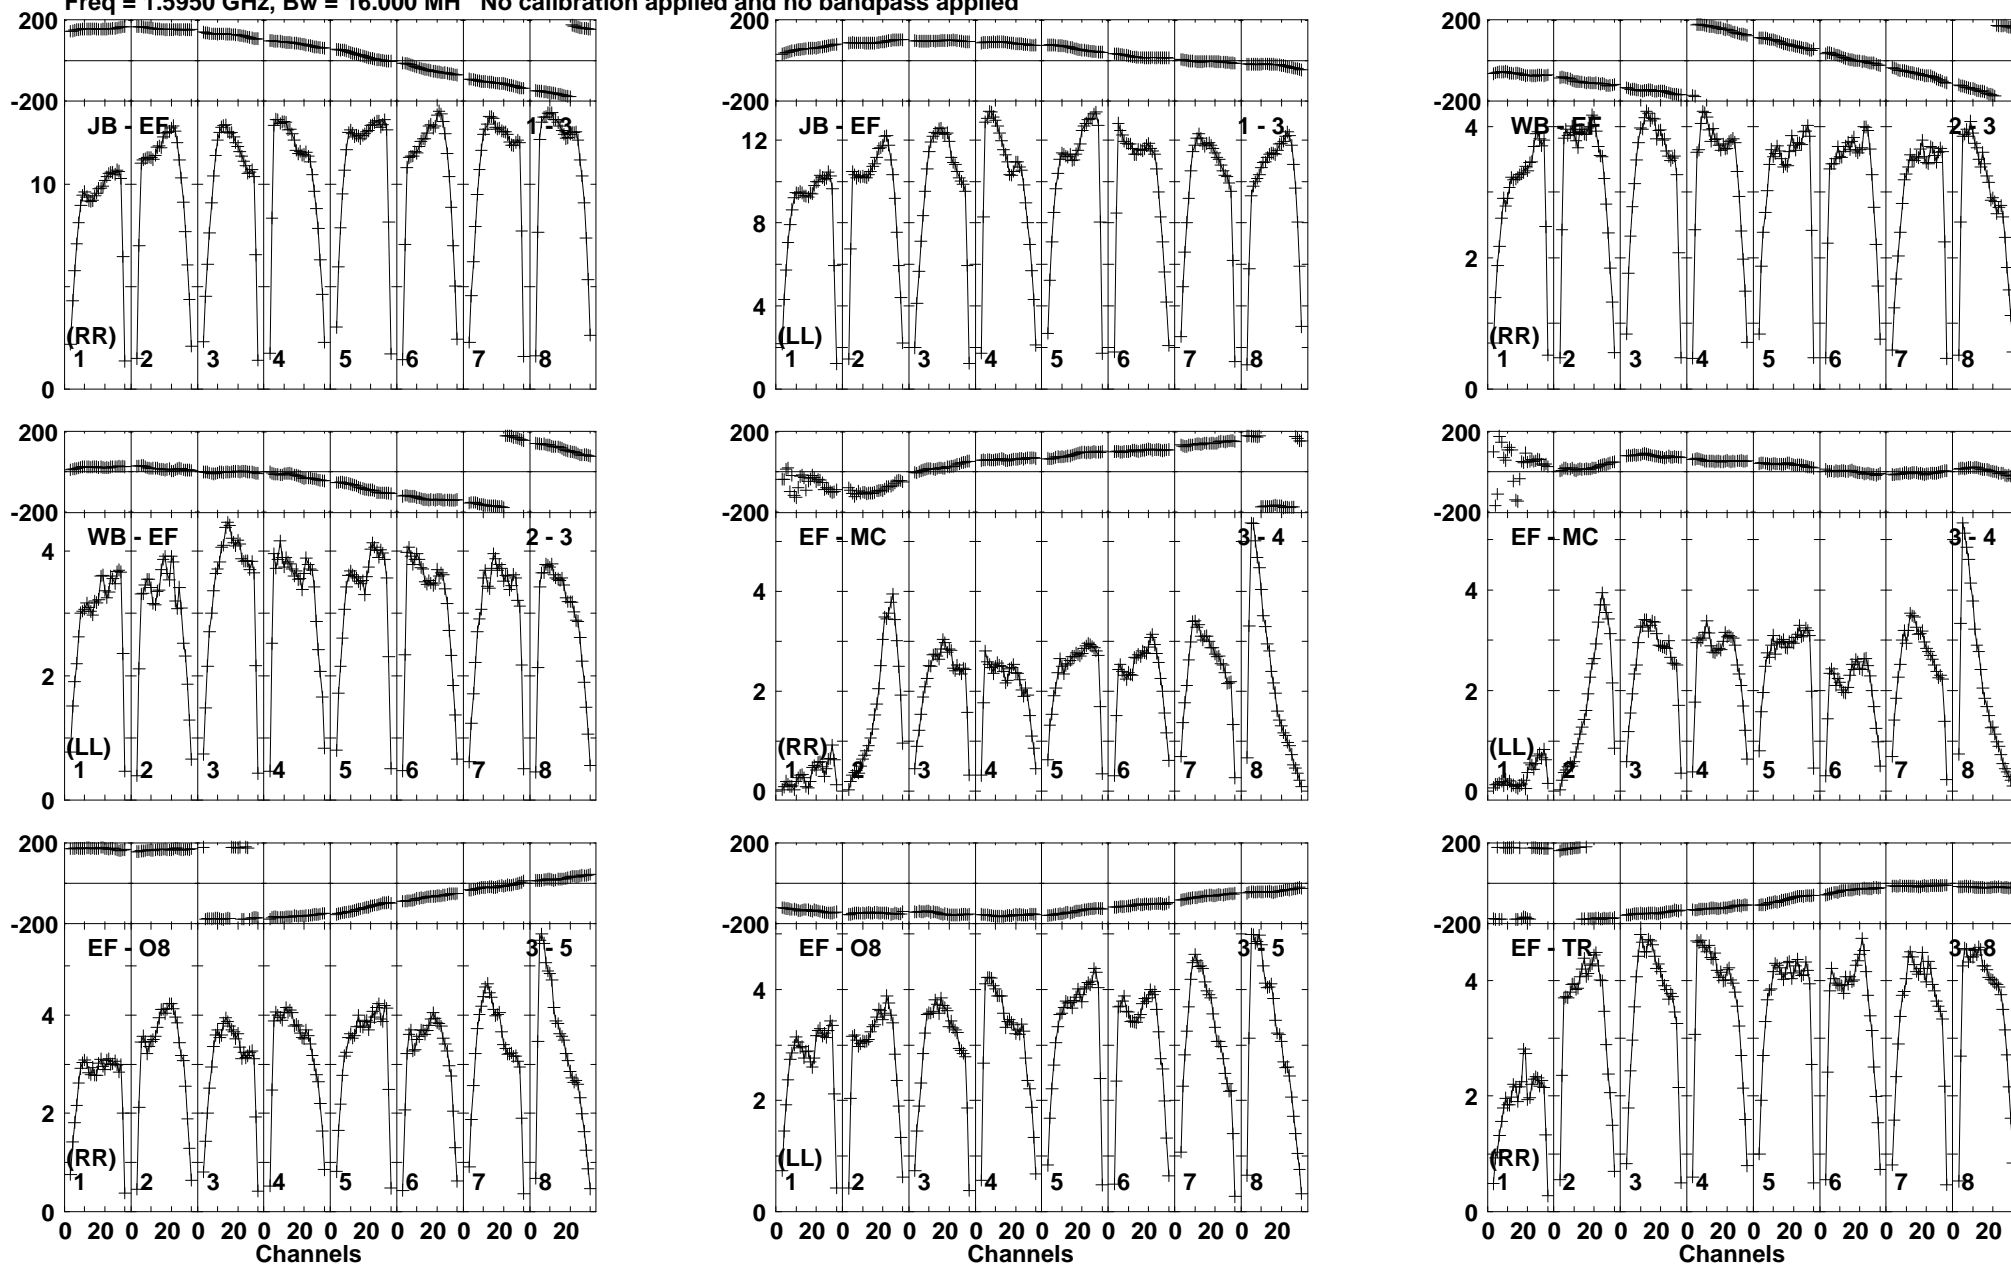 Freq = 1.5950 GHz, Bw = 16.000 MH No calibration applied and no bandpass applied
200 200 200
-200 -200 -200
JB - EF 1 - 3 JB - EF 1 - 3 WB - EF 2 - 3
12 4
10 10
8
2
4
(RR) (LL) (RR)
1 2 3 4 5 6 7 8 1 2 3 4 5 6 7 8 1 2 3 4 5 6 7 8
0 0 0
200 200 200
-200 -200 -200
WB - EF 2 - 3 EF - MC 3 - 4 EF - MC 3 - 4
4 4 4
2 2 2
(LL) (RR) (LL)
1 2 3 4 5 6 7 8 1 2 3 4 5 6 7 8 1 2 3 4 5 6 7 8
0 0 0
200 200 200
-200 -200 -200
EF - O8 3 - 5 EF - O8 3 - 5 EF - TR 3 - 8
4 4 4
2 2 2
(RR) (LL) (RR)
1 2 3 4 5 6 7 8 1 2 3 4 5 6 7 8 1 2 3 4 5 6 7 8
0 0 0
0 20 0 20 0 20 0 20 0 20 0 20 0 20 0 20 0 20 0 20 0 20 0 20 0 20 0 20 0 20 0 20 0 20 0 20 0 20 0 20 0 20 0 20 0 20 0 20
Channels Channels Channels